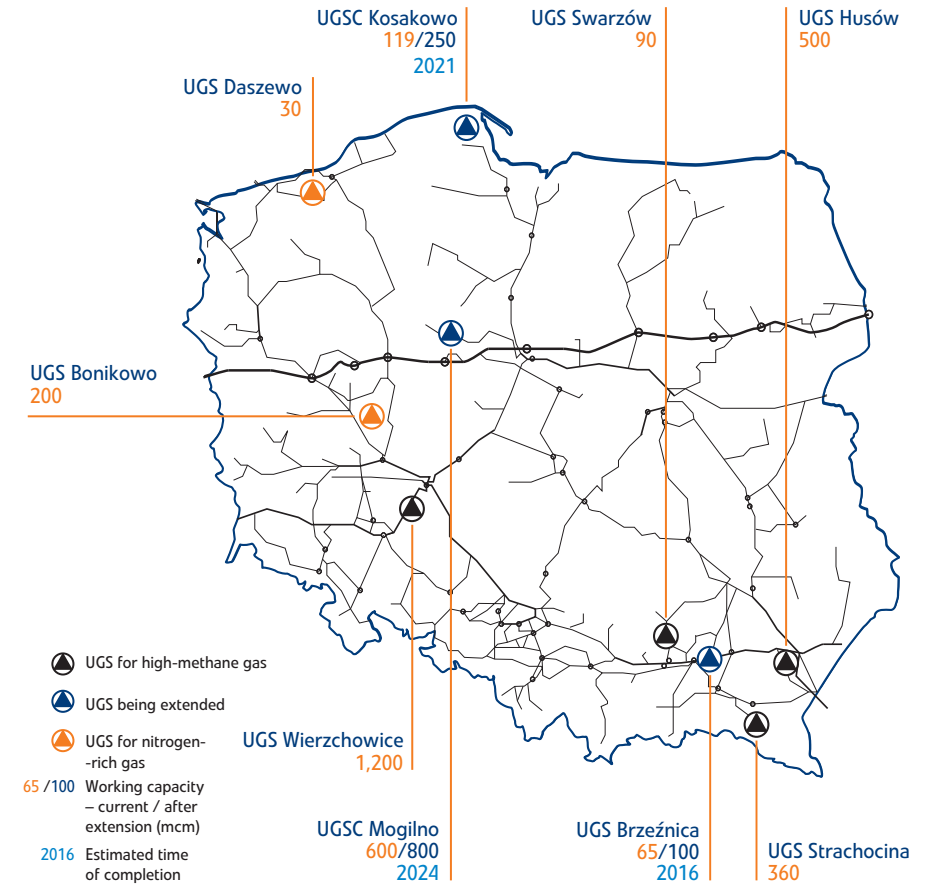 UGSC Kosakowo
119/250
2021
UGS Swarzów
90
UGS Husów
500
UGS Daszewo
30
UGS Bonikowo
200
UGS for high-methane gas
UGS being extended
UGS for nitrogen-
-rich gas
65 /100 Working capacity
– current / after
extension (mcm)
2016 Estimated time
of completion
UGS Wierzchowice
1,200
UGSC Mogilno
600/800
2024
UGS Brzeźnica
65/100
2016
UGS Strachocina
360